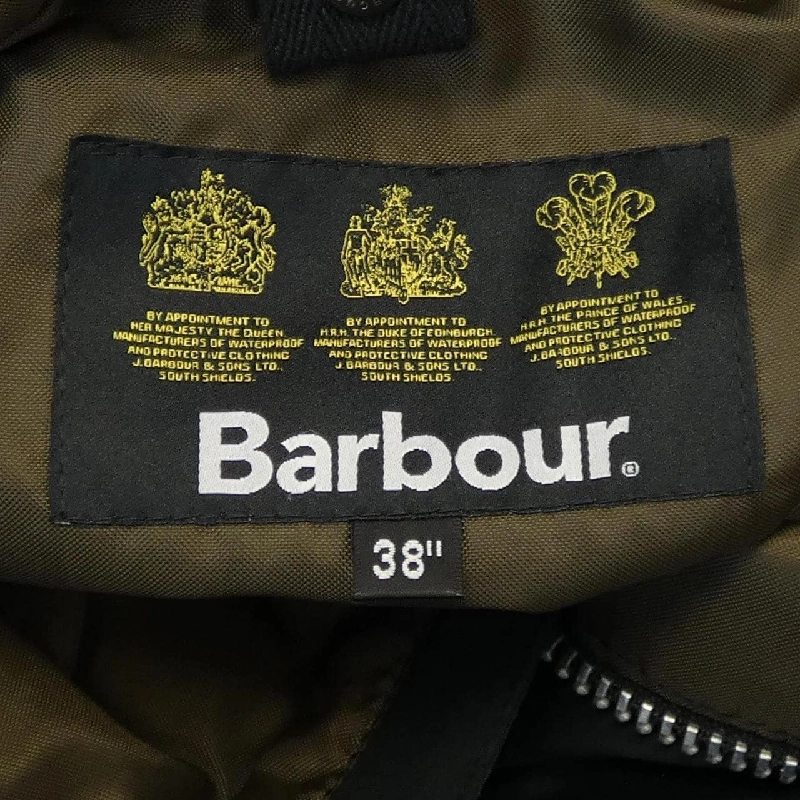 BY APPOINTMENT TO
HER MAJESTY THE QUEEN
MANUFACTURERS OF WATERPROOF
AND PROTECTIVE CLOTHING
J. BARBOUR & SONS LTD.,
SOUTH SHIELDS.
BY APPOINTMENT TO
H.R.H. THE DUKE OF EDINBURGH.
MANUFACTURERS OF WATERPROOF
AND PROTECTIVE CLOTHING
J. BARBOUR & SONS LTD.,
SOUTH SHIELDS.
BY APPOINTMENT TO
H.R.H. THE PRINCE OF WALES.
MANUFACTURERS OF WATERPROOF
AND PROTECTIVE CLOTHING
J. BARBOUR & SONS LTD.,
SOUTH SHIELDS.
Barbour®
38"